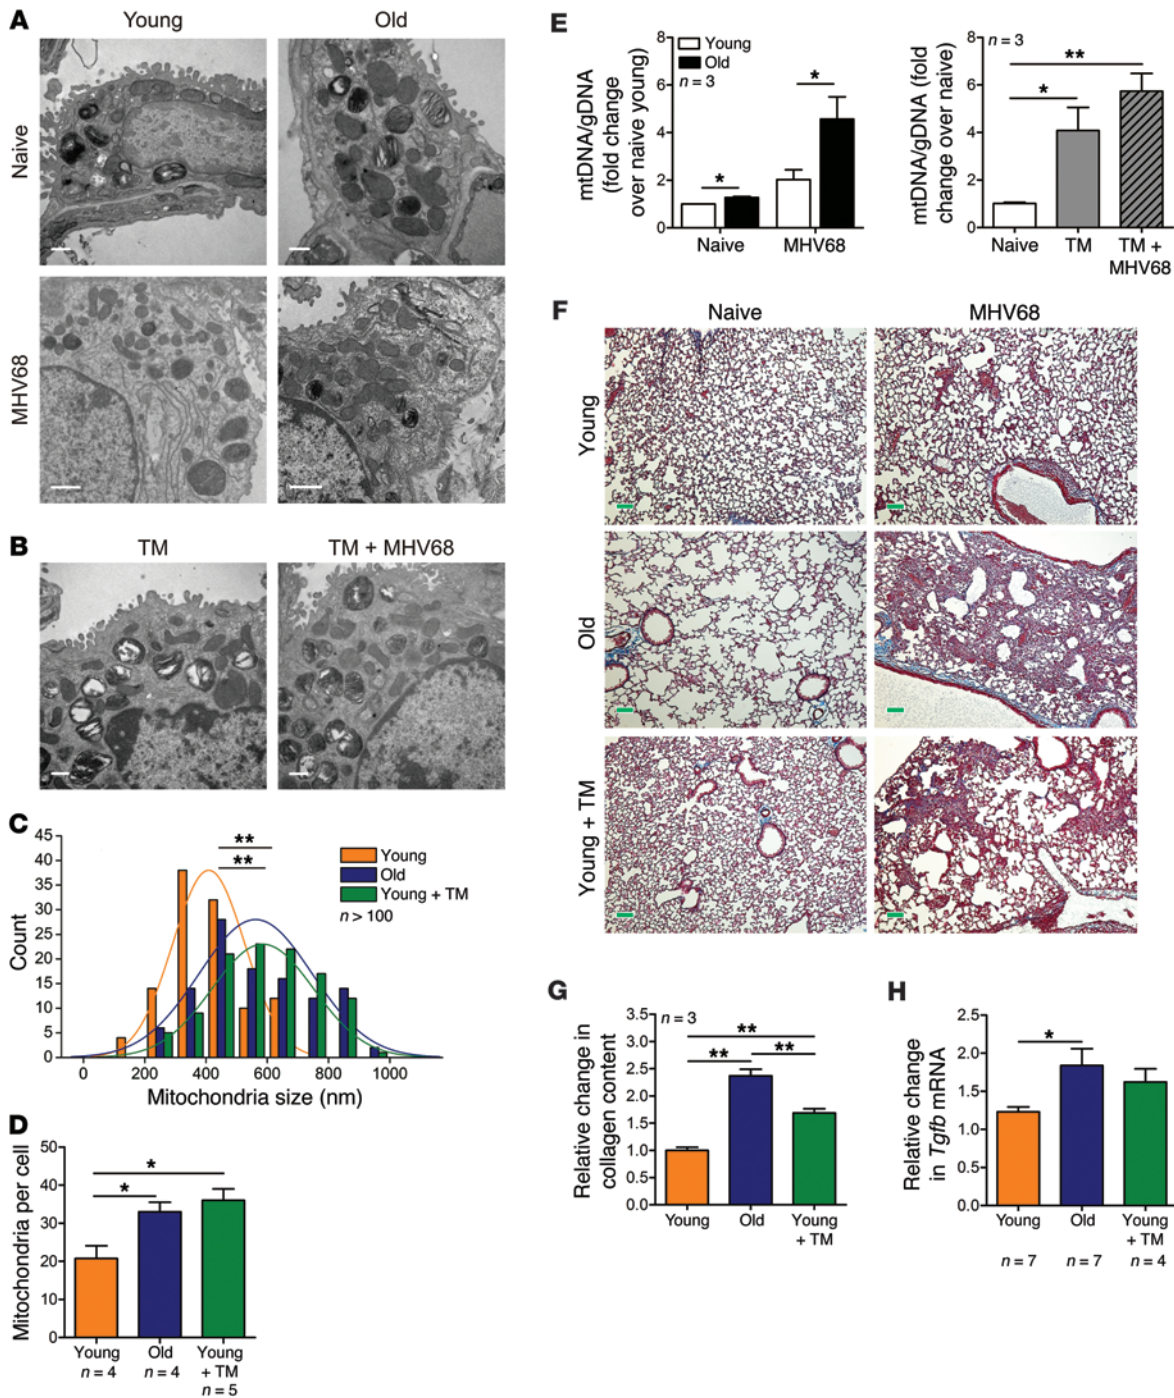 A
Young
Old
Naive
MHV68
B
TM
TM + MHV68
C
45
40
35
30
25
20
15
10
5
0
Count
**
**
Young
Old
Young + TM
n > 100
0
200
400
600
800
1000
Mitochondria size (nm)
D
50
40
30
20
10
0
Mitochondria per cell
*
*
Young
n = 4
Old
n = 4
Young
+ TM
n = 5
E
8
6
4
2
0
mtDNA/gDNA
(fold change
over naive young)
Young
Old
n = 3
*
*
Naive
MHV68
8
6
4
2
0
mtDNA/gDNA (fold
change over naive)
n = 3
**
*
Naive
TM
TM +
MHV68
F
Naive
MHV68
Young
Old
Young + TM
G
3.5
3.0
2.5
2.0
1.5
1.0
0.5
0.0
Relative change in
collagen content
n = 3
**
**
**
Young
Old
Young
+ TM
H
2.5
2.0
1.5
1.0
0.5
0.0
Relative change
in Tgfb mRNA
*
Young
Old
Young
+ TM
n = 7
n = 7
n = 4